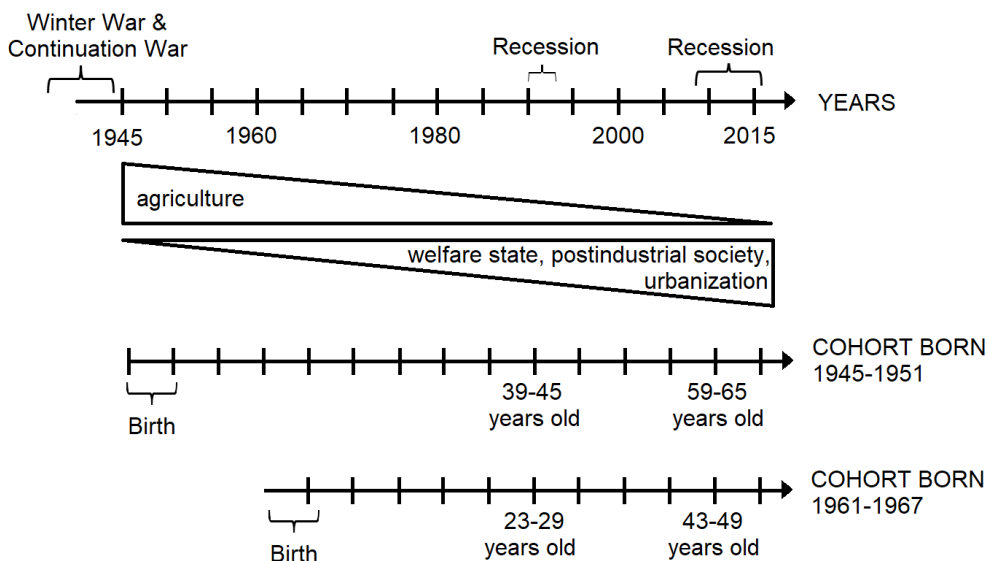 Winter War &
Continuation War
Recession
Recession
YEARS
1945
1960
1980
2000
2015
agriculture
welfare state, postindustrial society,
urbanization
COHORT BORN
1945-1951
Birth
39-45
years old
59-65
years old
COHORT BORN
1961-1967
Birth
23-29
years old
43-49
years old